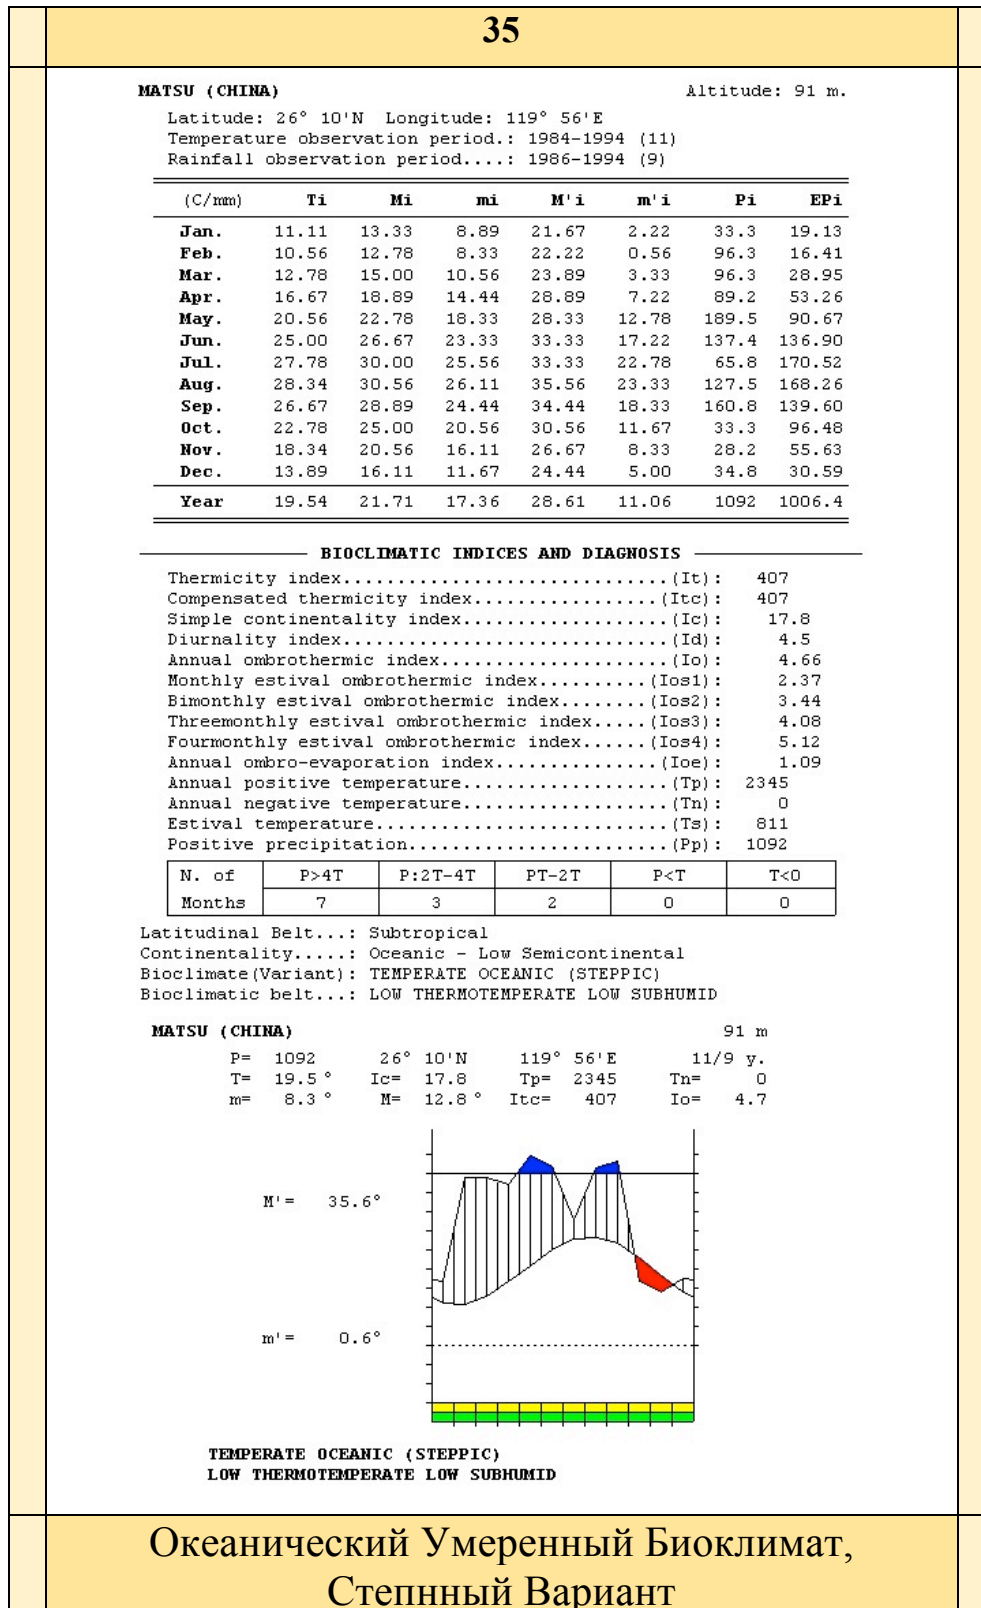 35
MATSU (CHINA) Altitude: 91 m.
Latitude: 26° 10'N Longitude: 119° 56'E
Temperature observation period.: 1984-1994 (11)
Rainfall observation period....: 1986-1994 (9)
(C/mm) Ti Mi mi M'i m'i Pi EPi
Jan. 11.11 13.33 8.89 21.67 2.22 33.3 19.13
Feb. 10.56 12.78 8.33 22.22 0.56 96.3 16.41
Mar. 12.78 15.00 10.56 23.89 3.33 96.3 28.95
Apr. 16.67 18.89 14.44 28.89 7.22 89.2 53.26
May. 20.56 22.78 18.33 28.33 12.78 189.5 90.67
Jun. 25.00 26.67 23.33 33.33 17.22 137.4 136.90
Jul. 27.78 30.00 25.56 33.33 22.78 65.8 170.52
Aug. 28.34 30.56 26.11 35.56 23.33 127.5 168.26
Sep. 26.67 28.89 24.44 34.44 18.33 160.8 139.60
Oct. 22.78 25.00 20.56 30.56 11.67 33.3 96.48
Nov. 18.34 20.56 16.11 26.67 8.33 28.2 55.63
Dec. 13.89 16.11 11.67 24.44 5.00 34.8 30.59
Year 19.54 21.71 17.36 28.61 11.06 1092 1006.4
BIOCLIMATIC INDICES AND DIAGNOSIS
Thermicity index..............................(It): 407
Compensated thermicity index.................(Itc): 407
Simple continentality index...................(Ic): 17.8
Diurnality index..............................(Id): 4.5
Annual ombrothermic index.....................(Io): 4.66
Monthly estival ombrothermic index..........(Ios1): 2.37
Bimonthly estival ombrothermic index........(Ios2): 3.44
Threemonthly estival ombrothermic index.....(Ios3): 4.08
Fourmonthly estival ombrothermic index......(Ios4): 5.12
Annual ombro-evaporation index...............(Ioe): 1.09
Annual positive temperature...................(Tp): 2345
Annual negative temperature...................(Tn): 0
Estival temperature...........................(Ts): 811
Positive precipitation........................(Pp): 1092
N. of P>4T P:2T-4T PT-2T P<T T<0
Months 7 3 2 0 0
Latitudinal Belt...: Subtropical
Continentality.....: Oceanic - Low Semicontinental
Bioclimate(Variant): TEMPERATE OCEANIC (STEPPIC)
Bioclimatic belt...: LOW THERMOTEMPERATE LOW SUBHUMID
MATSU (CHINA) 91 m
P= 1092 26° 10'N 119° 56'E 11/9 y.
T= 19.5° Ic= 17.8 Tp= 2345 Tn= 0
m= 8.3° M= 12.8° Itc= 407 Io= 4.7
M'= 35.6°
m'= 0.6°
TEMPERATE OCEANIC (STEPPIC)
LOW THERMOTEMPERATE LOW SUBHUMID
Океанический Умеренный Биоклимат,
Степнный Вариант